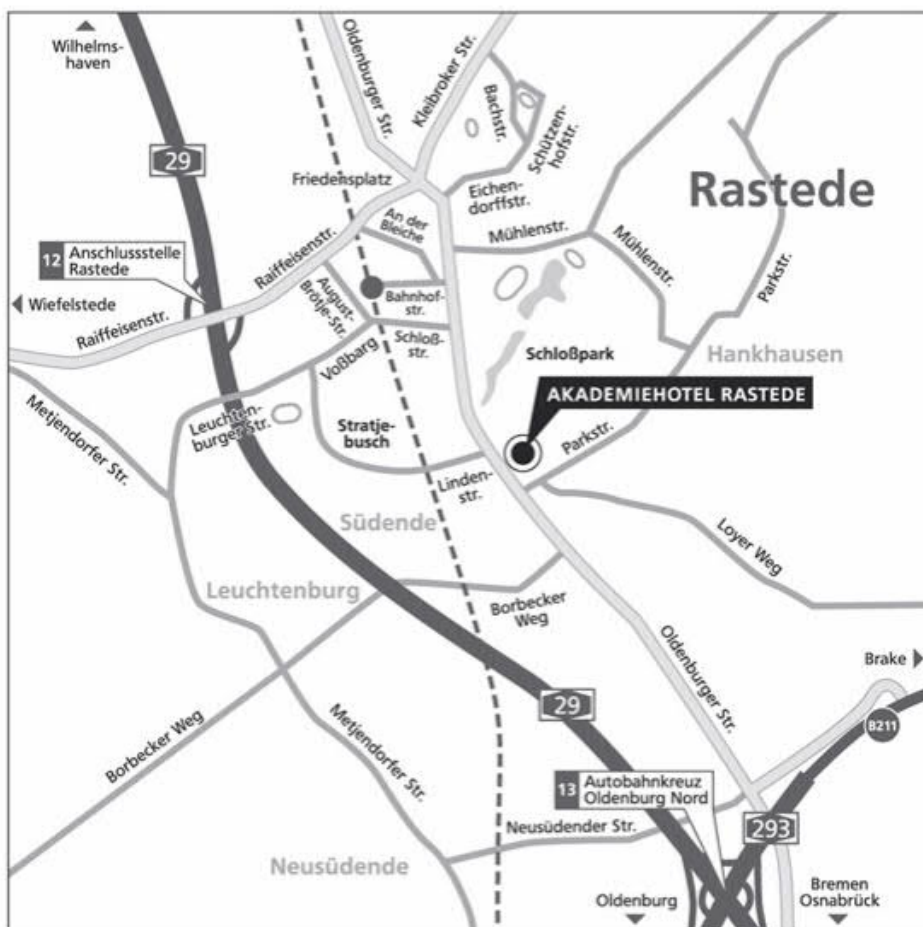 Wilhelms-
haven
Oldenburger Str.
Kleibroker Str.
Bachstr.
Schützen-
hofstr.
29
Friedensplatz
Eichen-
dorffstr.
Rastede
An der
Bleiche
Mühlenstr.
Mühlenstr.
12 Anschlussstelle
Rastede
Raiffeisenstr.
Parkstr.
Wiefelstede
Raiffeisenstr.
August-
Brötje-Str.
Bahnhof-
str.
Schloß-
str.
Voßbarg
Schloßpark
Hankhausen
AKADEMIEHOTEL RASTEDE
Metjendorfer Str.
Leuchten-
burger Str.
Stratje-
busch
Parkstr.
Linden-
str.
Südende
Loyer Weg
Leuchtenburg
Borbecker
Weg
Oldenburger Str.
Brake
29
B211
Borbecker Weg
Metjendorfer Str.
13 Autobahnkreuz
Oldenburg Nord
Neusüdender Str.
293
Neusüdende
Oldenburg
Bremen
Osnabrück